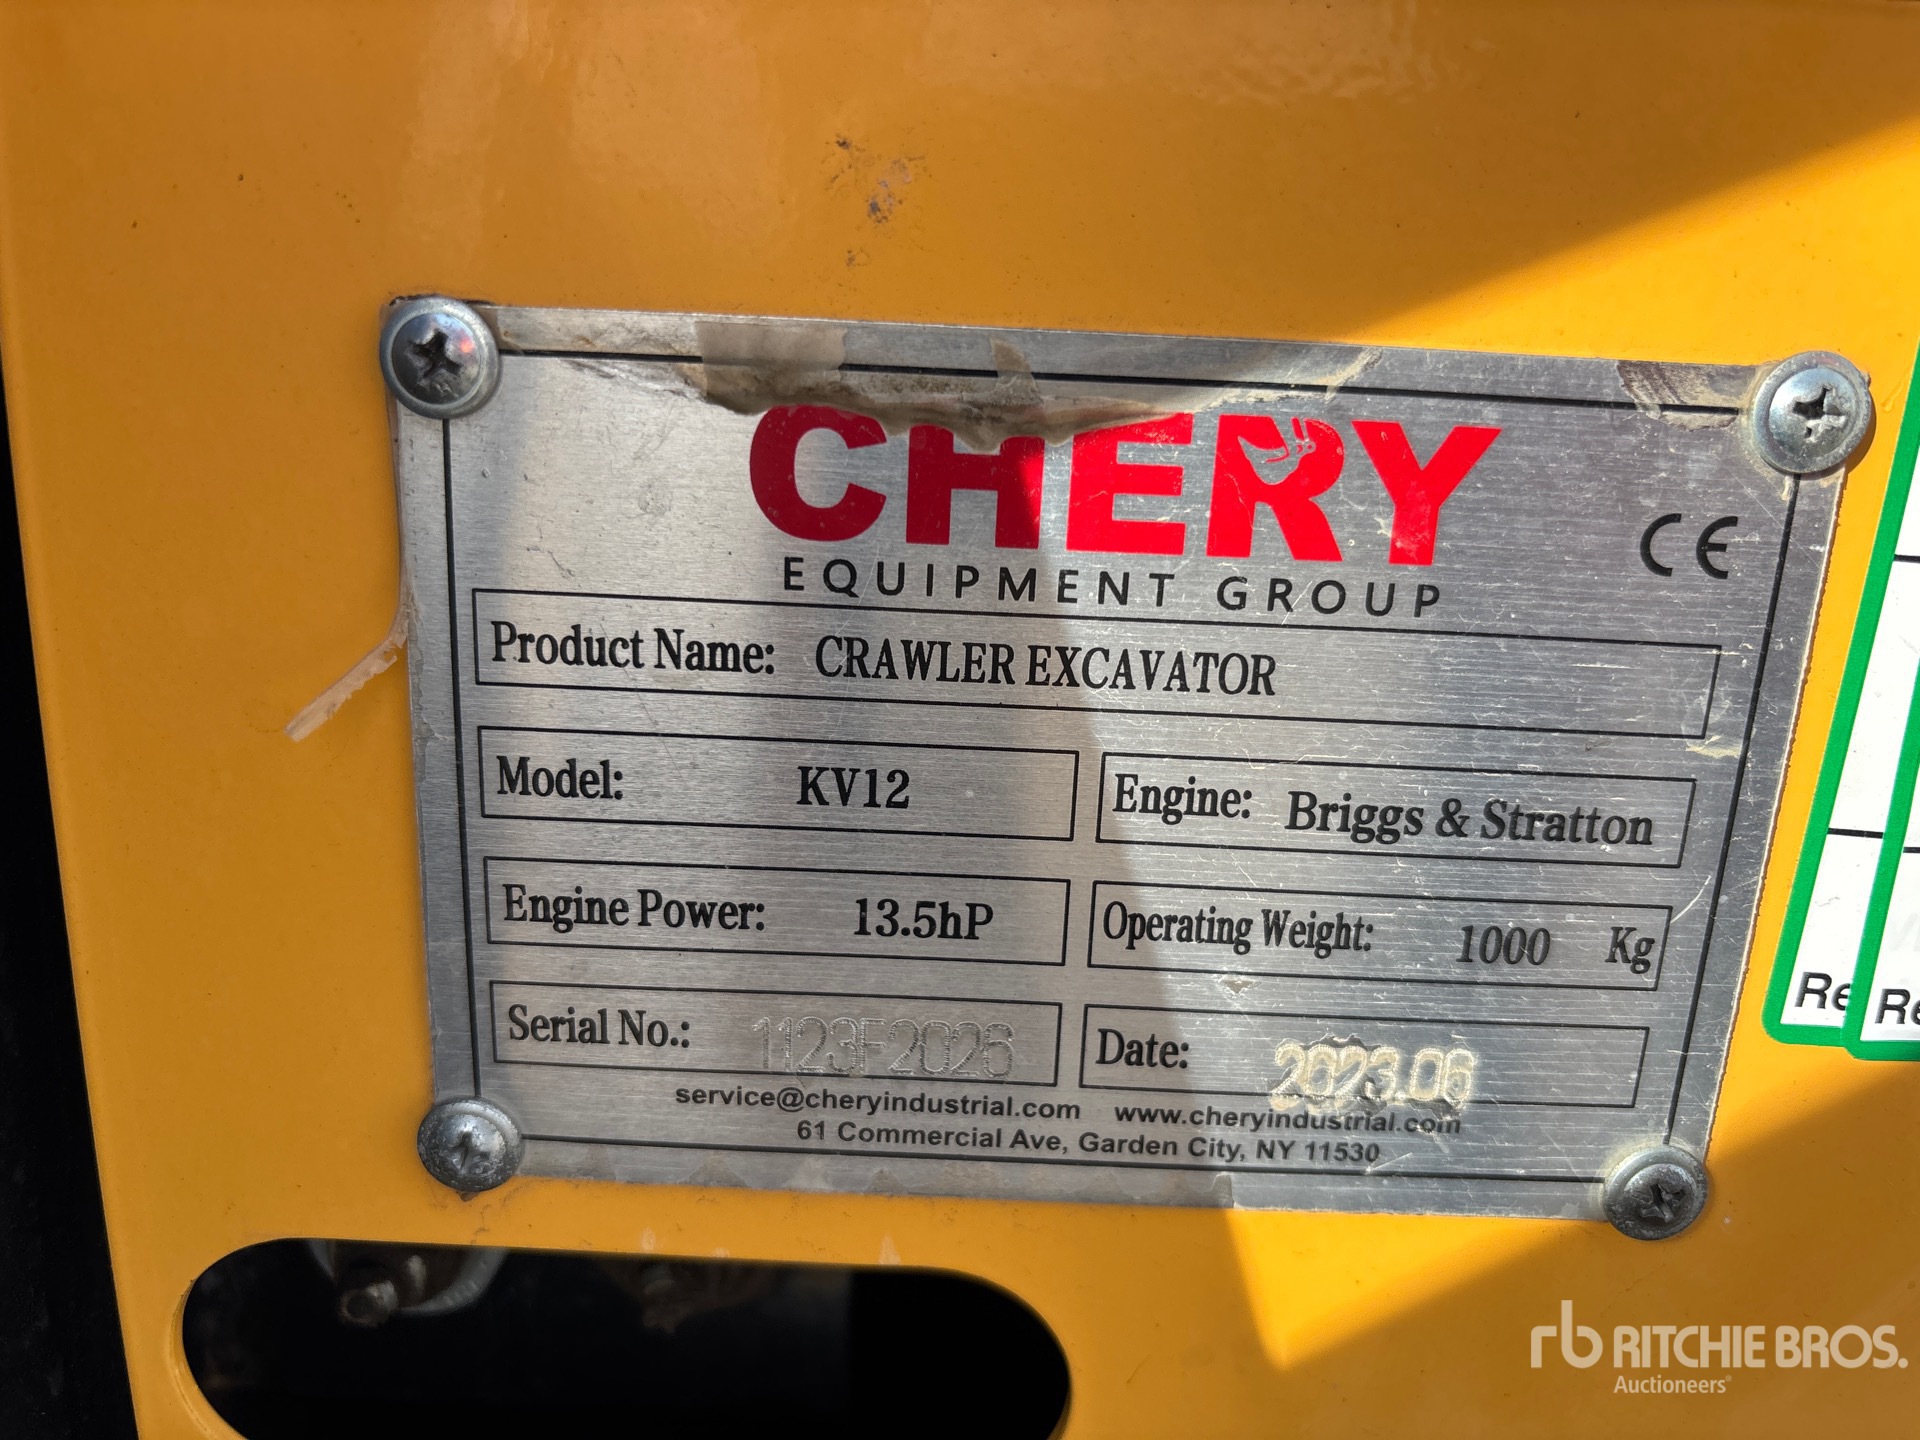 CHERY
EQUIPMENT GROUP
CE
Product Name: CRAWLER EXCAVATOR
Model: KV12
Engine: Briggs & Stratton
Engine Power: 13.5hP
Operating Weight: 1000 Kg
Serial No.: 1123F2026
Date: 2023.06
service@cheryindustrial.com www.cheryindustrial.com
61 Commercial Ave, Garden City, NY 11530
Re
Re
rb RITCHIE BROS.
Auctioneers